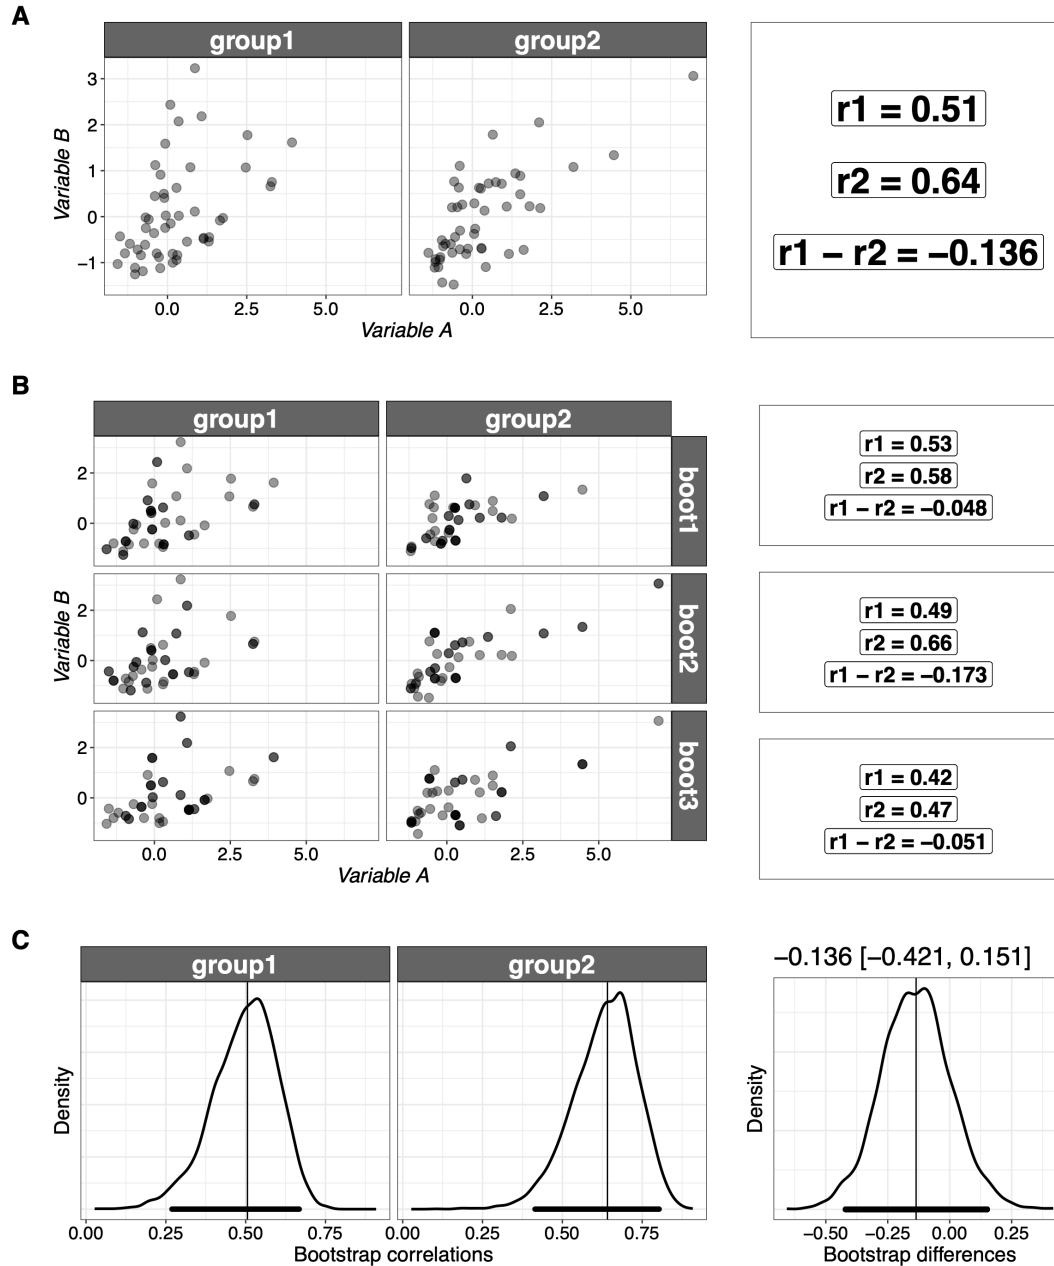 A
group1 group2
3
2
1
0
−1
Variable B
0.0 2.5 5.0 0.0 2.5 5.0
Variable A
r1 = 0.51
r2 = 0.64
r1 − r2 = −0.136
B
group1 group2
2
0
boot1
2
0
boot2
2
0
boot3
Variable B
0.0 2.5 5.0 0.0 2.5 5.0
Variable A
r1 = 0.53
r2 = 0.58
r1 − r2 = −0.048
r1 = 0.49
r2 = 0.66
r1 − r2 = −0.173
r1 = 0.42
r2 = 0.47
r1 − r2 = −0.051
C
group1 group2
Density
0.00 0.25 0.50 0.75 0.00 0.25 0.50 0.75
Bootstrap correlations
−0.136 [−0.421, 0.151]
Density
−0.50 −0.25 0.00 0.25
Bootstrap differences